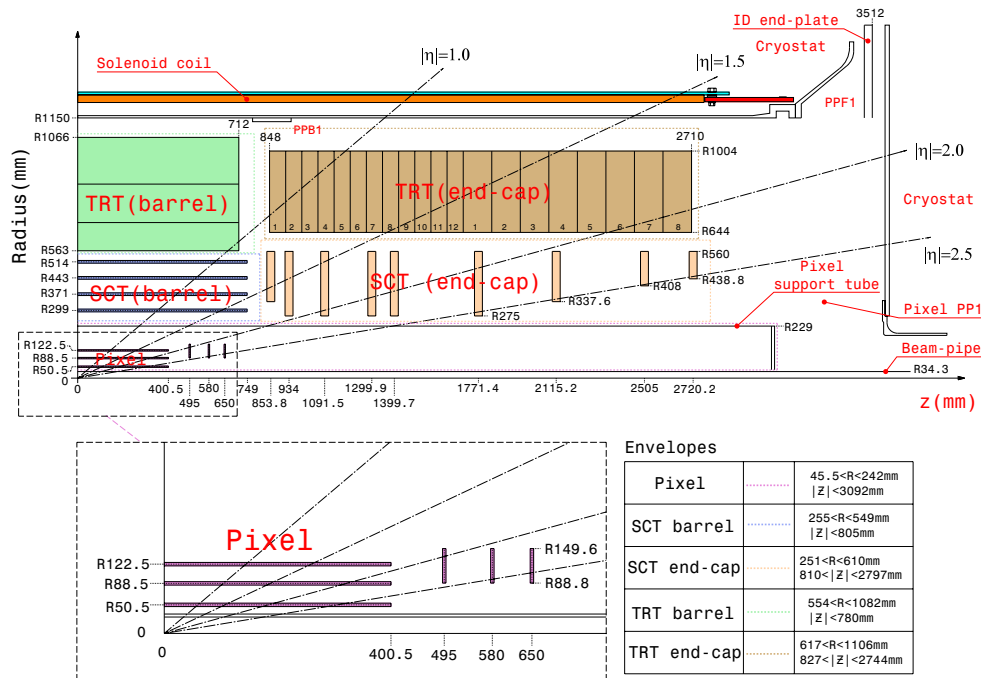 ID end-plate
3512
Cryostat
|η|=1.0
|η|=1.5
Solenoid coil
PPF1
R1150
712
PPB1
R1066
848
2710
R1004
|η|=2.0
Radius(mm)
TRT(barrel)
TRT(end-cap)
Cryostat
1 2 3 4 5 6 7 8 9 10 11 12 1 2 3 4 5 6 7 8
R644
R563
R514
R443
R371
R299
SCT(barrel)
SCT (end-cap)
R560
R438.8
R408
R337.6
R275
|η|=2.5
Pixel
support tube
Pixel PP1
R229
R122.5
R88.5
R50.5
0
Pixel
Beam-pipe
R34.3
0
400.5
495
580
650
749
853.8
934
1091.5
1299.9
1399.7
1771.4
2115.2
2505
2720.2
z(mm)
Pixel
R122.5
R88.5
R50.5
0
R149.6
R88.8
0
400.5
495
580
650
Envelopes
Pixel
45.5<R<242mm
|Z|<3092mm
SCT barrel
255<R<549mm
|Z|<805mm
SCT end-cap
251<R<610mm
810<|Z|<2797mm
TRT barrel
554<R<1082mm
|Z|<780mm
TRT end-cap
617<R<1106mm
827<|Z|<2744mm